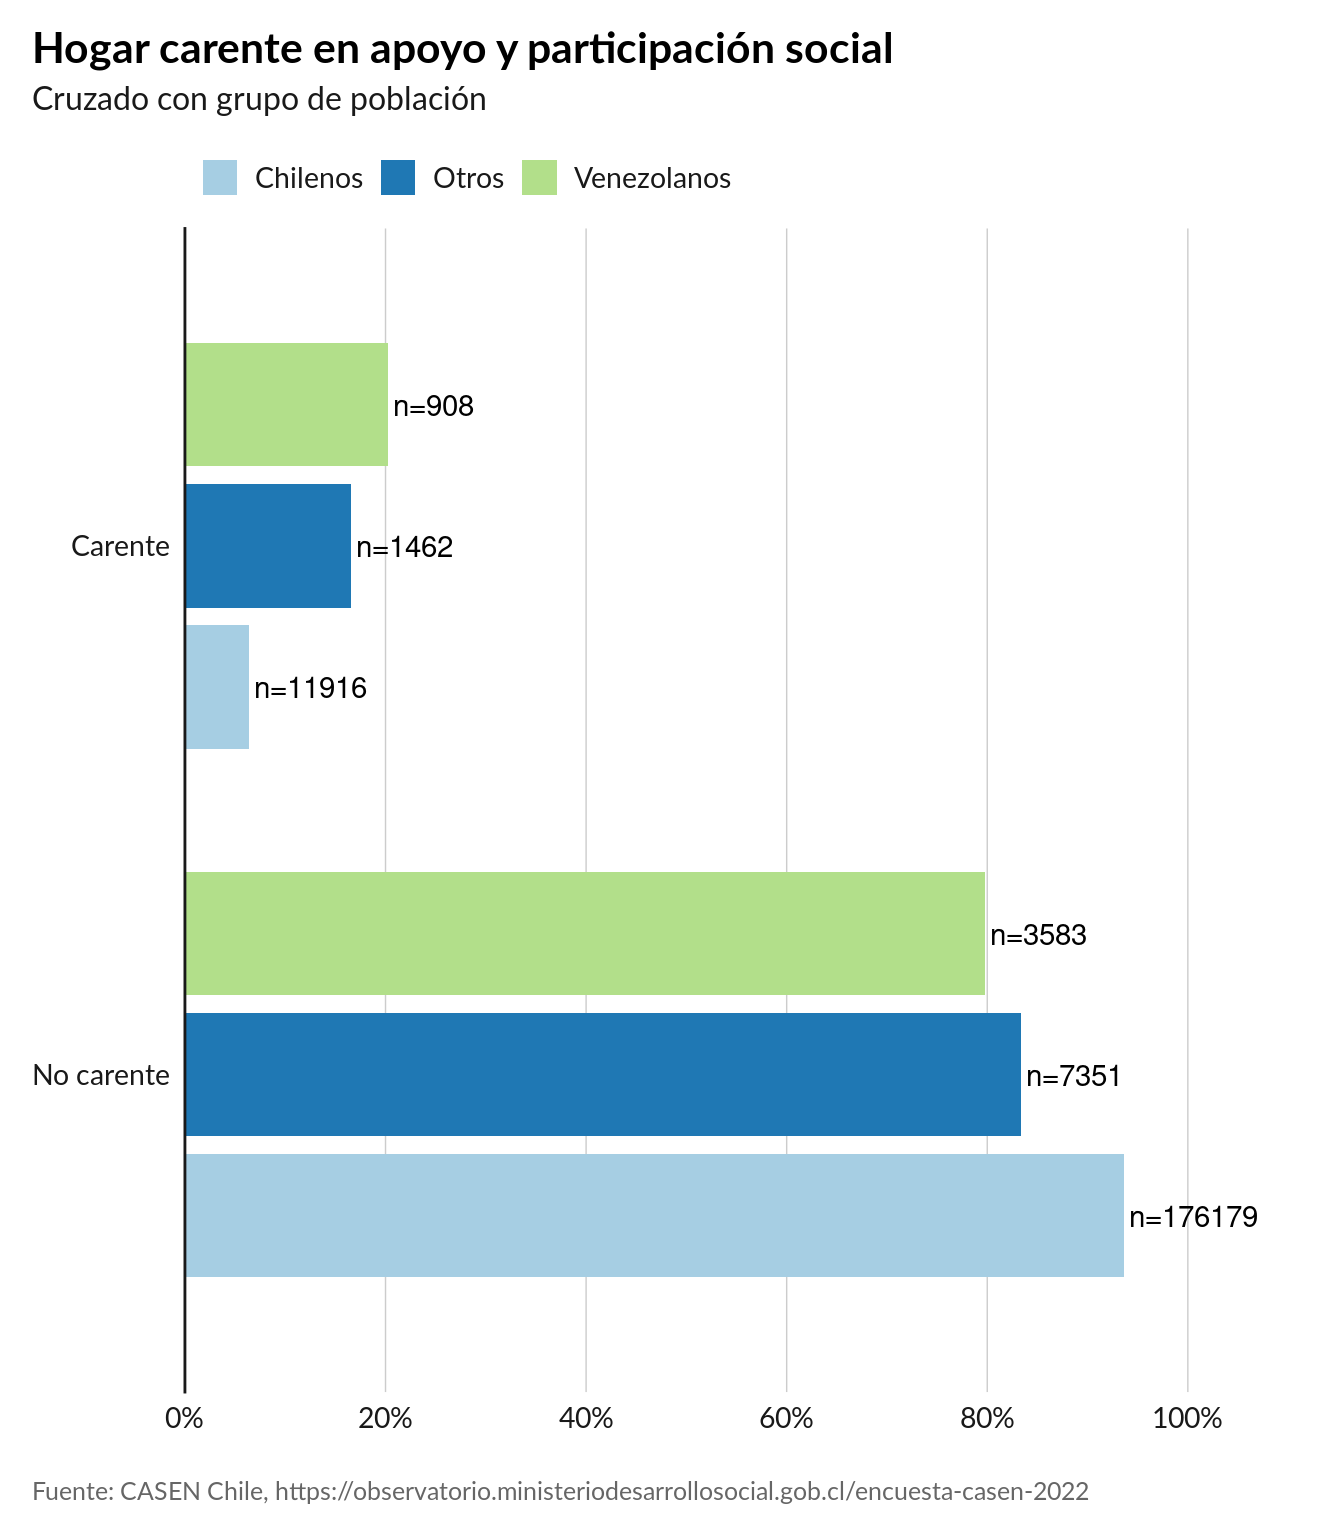 Hogar carente en apoyo y participación social
Cruzado con grupo de población
Chilenos Otros Venezolanos
n=908
Carente n=1462
n=11916
n=3583
No carente n=7351
n=176179
0% 20% 40% 60% 80% 100%
Fuente: CASEN Chile, https://observatorio.ministeriodesarrollosocial.gob.cl/encuesta-casen-2022